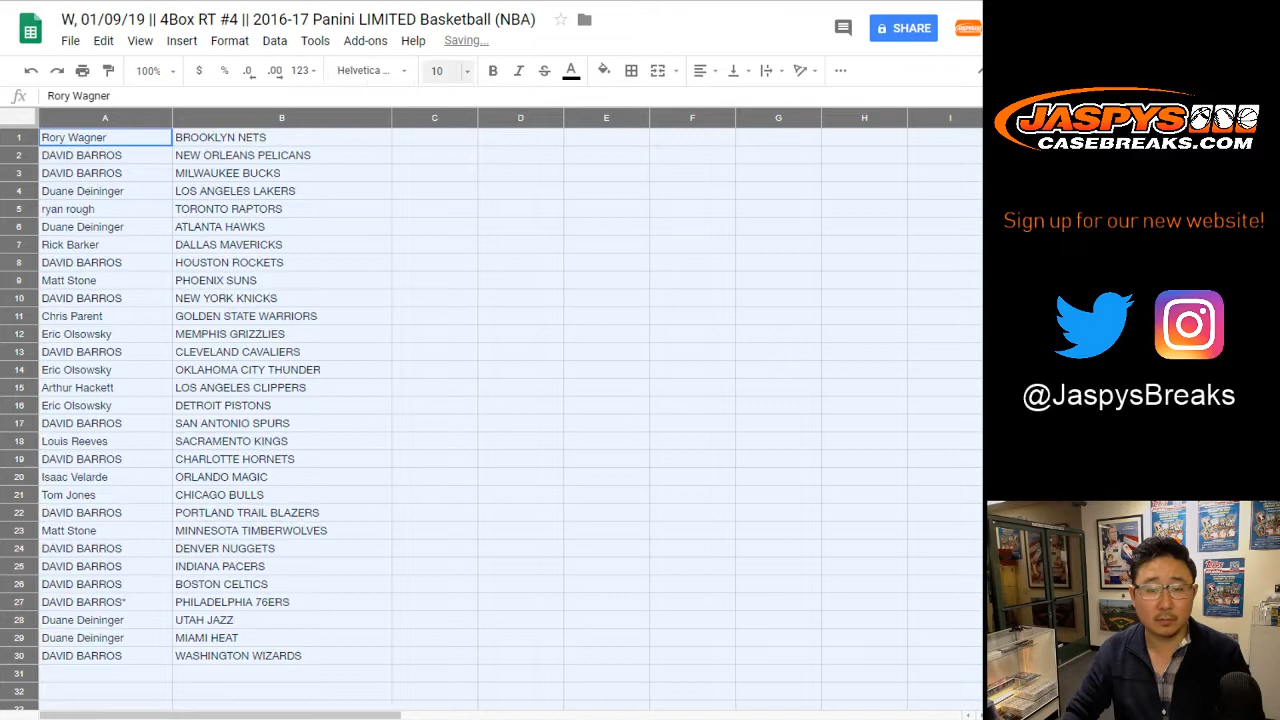 W, 01/09/19 || 4Box RT #4 || 2016-17 Panini LIMITED Basketball (NBA)
File Edit View Insert Format Data Tools Add-ons Help Saving...
SHARE
100% $ % .0 .00 123 Helvetica ... 10 B I S A
fx Rory Wagner
A B C D E F G H I
1 Rory Wagner BROOKLYN NETS
2 DAVID BARROS NEW ORLEANS PELICANS
3 DAVID BARROS MILWAUKEE BUCKS
4 Duane Deininger LOS ANGELES LAKERS
5 ryan rough TORONTO RAPTORS
6 Duane Deininger ATLANTA HAWKS
7 Rick Barker DALLAS MAVERICKS
8 DAVID BARROS HOUSTON ROCKETS
9 Matt Stone PHOENIX SUNS
10 DAVID BARROS NEW YORK KNICKS
11 Chris Parent GOLDEN STATE WARRIORS
12 Eric Olsowsky MEMPHIS GRIZZLIES
13 DAVID BARROS CLEVELAND CAVALIERS
14 Eric Olsowsky OKLAHOMA CITY THUNDER
15 Arthur Hackett LOS ANGELES CLIPPERS
16 Eric Olsowsky DETROIT PISTONS
17 DAVID BARROS SAN ANTONIO SPURS
18 Louis Reeves SACRAMENTO KINGS
19 DAVID BARROS CHARLOTTE HORNETS
20 Isaac Velarde ORLANDO MAGIC
21 Tom Jones CHICAGO BULLS
22 DAVID BARROS PORTLAND TRAIL BLAZERS
23 Matt Stone MINNESOTA TIMBERWOLVES
24 DAVID BARROS DENVER NUGGETS
25 DAVID BARROS INDIANA PACERS
26 DAVID BARROS BOSTON CELTICS
27 DAVID BARROS* PHILADELPHIA 76ERS
28 Duane Deininger UTAH JAZZ
29 Duane Deininger MIAMI HEAT
30 DAVID BARROS WASHINGTON WIZARDS
31
32
JASPYS
CASEBREAKS.COM
Sign up for our new website!
@JaspysBreaks